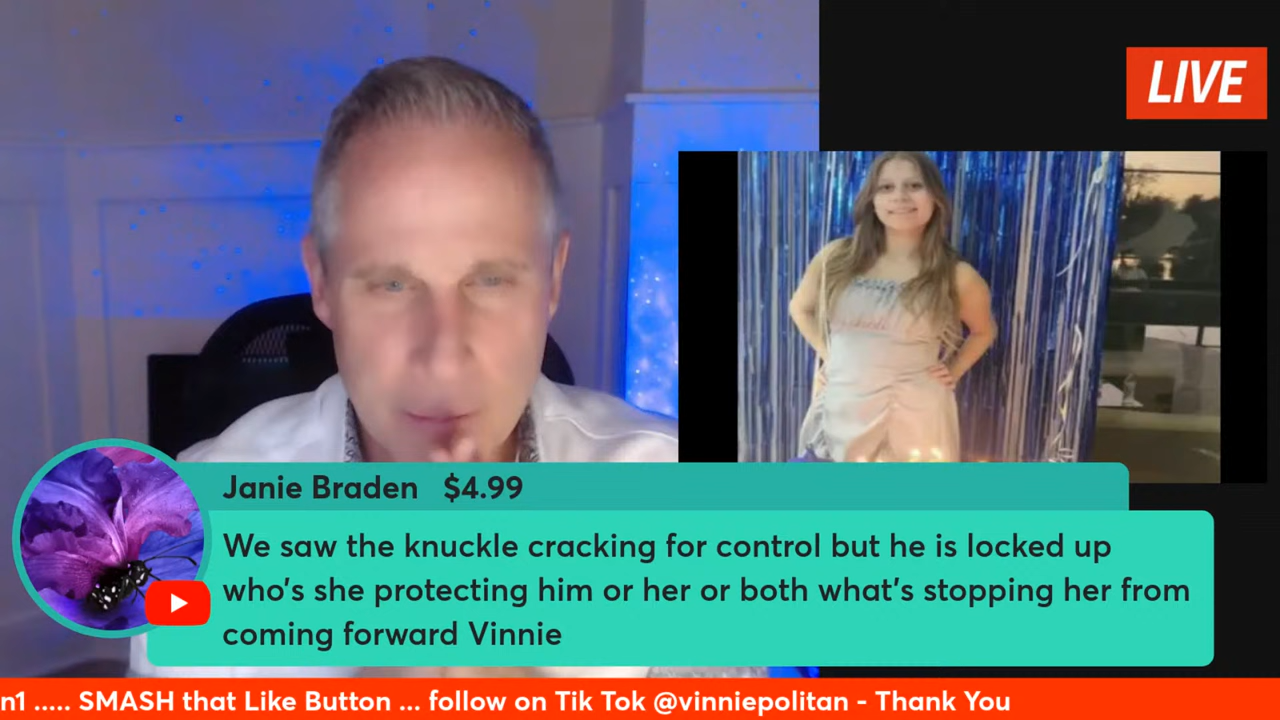 LIVE
Janie Braden $4.99
We saw the knuckle cracking for control but he is locked up
who's she protecting him or her or both what's stopping her from
coming forward Vinnie
n1 ..... SMASH that Like Button ... follow on Tik Tok @vinniepolitan - Thank You